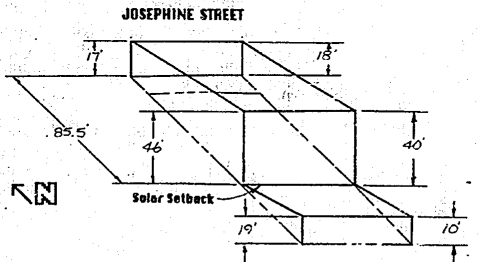 JOSEPHINE STREET
17'
18'
85.5'
46'
40'
N
Solar Setback
19'
10'